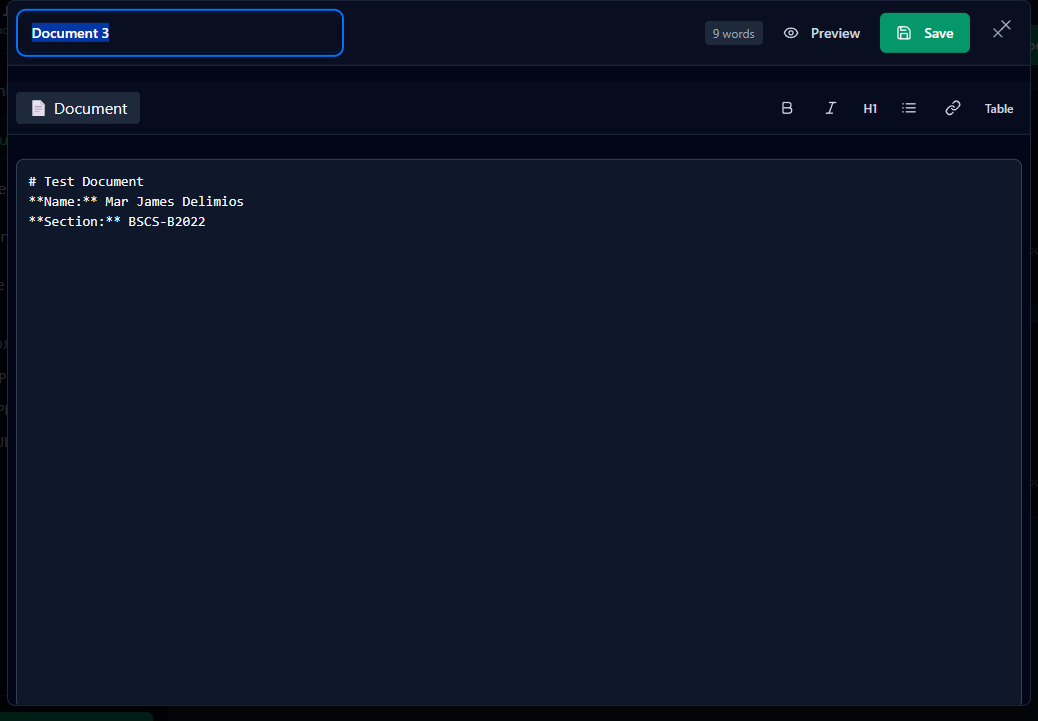 Document 3
9 words
Preview
Save
Document
B
I
H1
Table
# Test Document
**Name:** Mar James Delimios
**Section:** BSCS-B2022